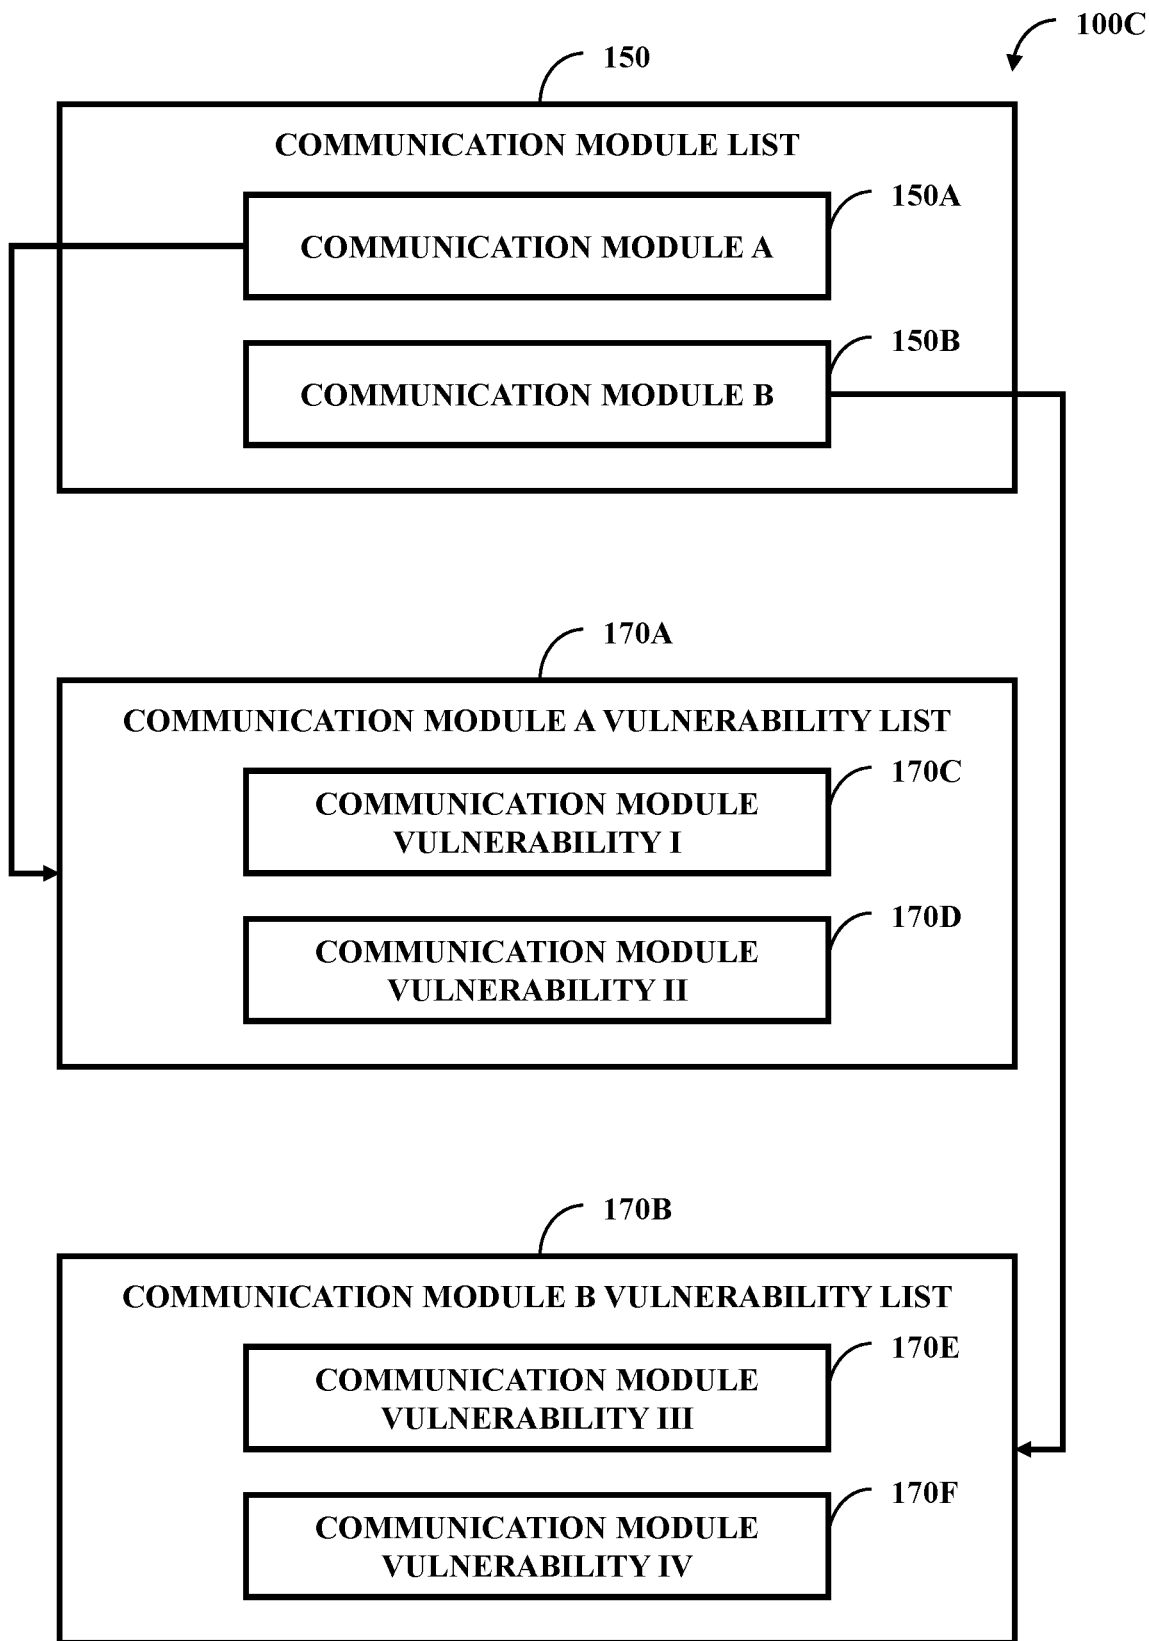 100C
150
COMMUNICATION MODULE LIST
150A
COMMUNICATION MODULE A
150B
COMMUNICATION MODULE B
170A
COMMUNICATION MODULE A VULNERABILITY LIST
170C
COMMUNICATION MODULE
VULNERABILITY I
170D
COMMUNICATION MODULE
VULNERABILITY II
170B
COMMUNICATION MODULE B VULNERABILITY LIST
170E
COMMUNICATION MODULE
VULNERABILITY III
170F
COMMUNICATION MODULE
VULNERABILITY IV